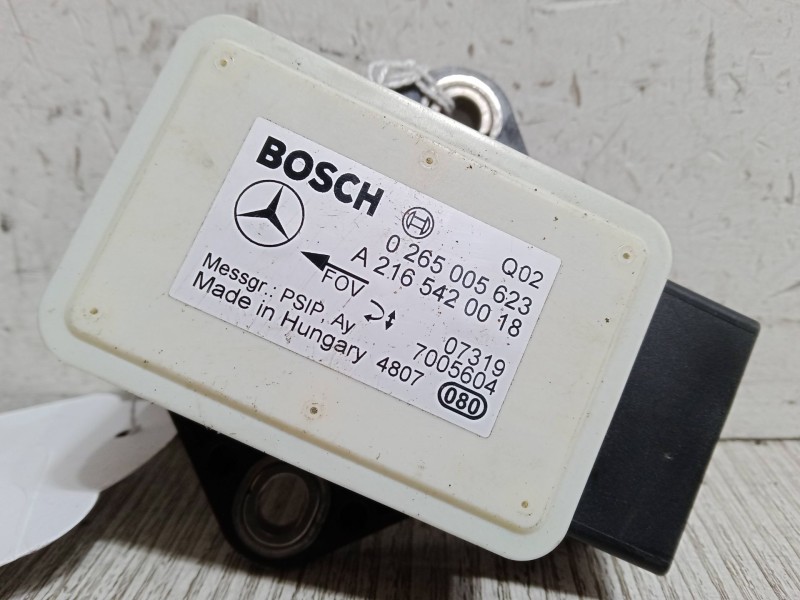 BOSCH
0 265 005 623 Q02
A 216 542 00 18
FOV
Messgr.: PSIP, Ay 07319
Made in Hungary 4807 7005604
080